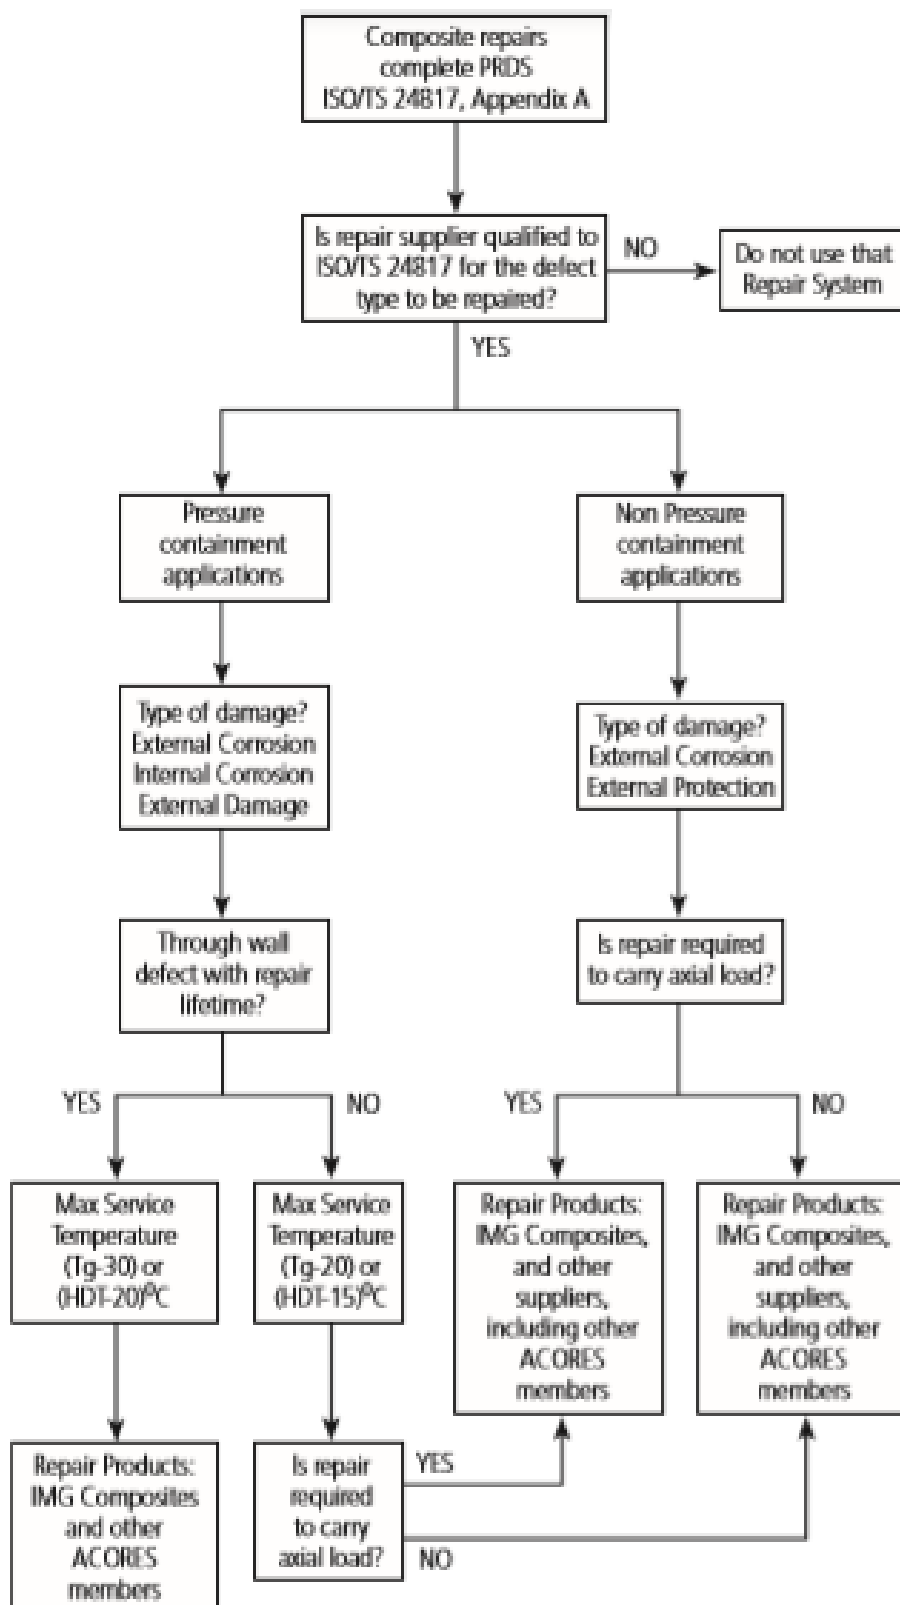 Composite repairs
complete PRDS
ISO/TS 24817, Appendix A
Is repair supplier qualified to
ISO/TS 24817 for the defect
type to be repaired?
NO
Do not use that
Repair System
YES
Pressure
containment
applications
Non Pressure
containment
applications
Type of damage?
External Corrosion
Internal Corrosion
External Damage
Type of damage?
External Corrosion
External Protection
Through wall
defect with repair
lifetime?
Is repair required
to carry axial load?
YES
NO
YES
NO
Max Service
Temperature
(Tg-30) or
(HDT-20)⁰C
Max Service
Temperature
(Tg-20) or
(HDT-15)⁰C
Repair Products:
IMG Composites,
and other
suppliers,
including other
ACORES
members
Repair Products:
IMG Composites,
and other
suppliers,
including other
ACORES
members
Repair Products:
IMG Composites
and other
ACORES
members
Is repair
required
to carry
axial load?
YES
NO